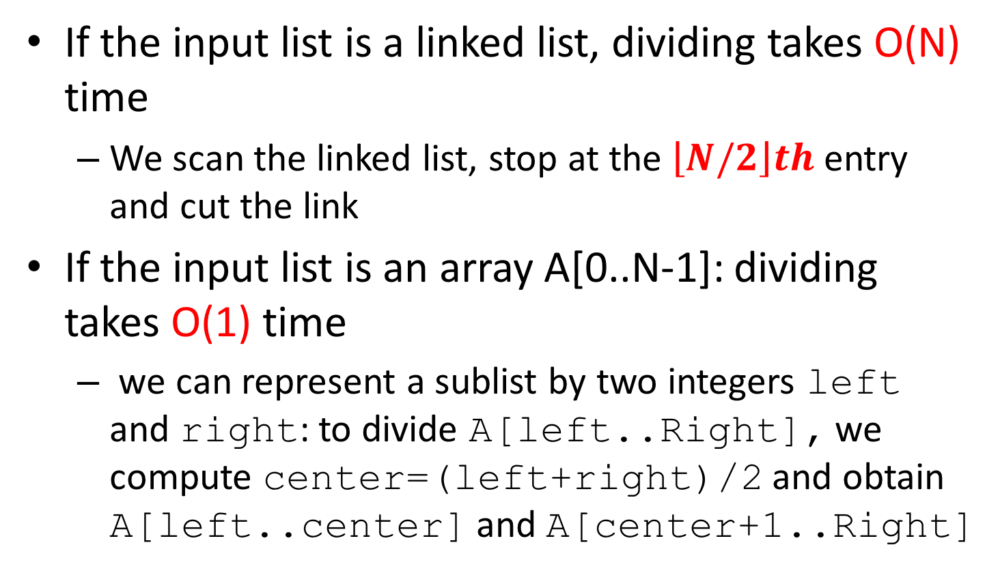 • If the input list is a linked list, dividing takes O(N)
time
– We scan the linked list, stop at the ⌊N/2⌋th entry
and cut the link
• If the input list is an array A[0..N-1]: dividing
takes O(1) time
– we can represent a sublist by two integers left
and right: to divide A[left..Right], we
compute center=(left+right)/2 and obtain
A[left..center] and A[center+1..Right]